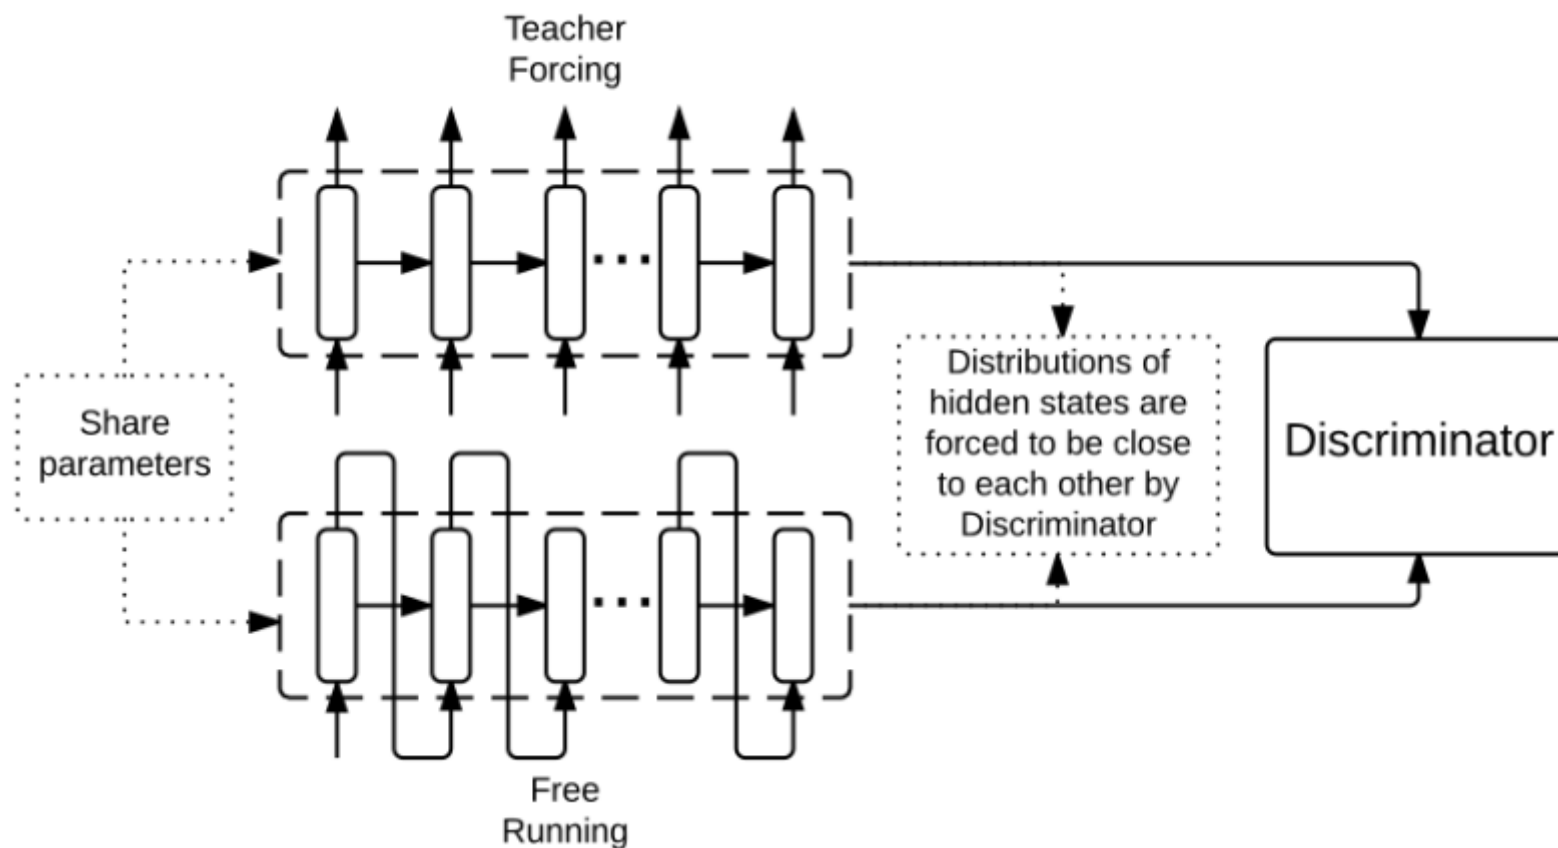 Teacher
Forcing
Share
parameters
Distributions of
hidden states are
forced to be close
to each other by
Discriminator
Discriminator
Free
Running